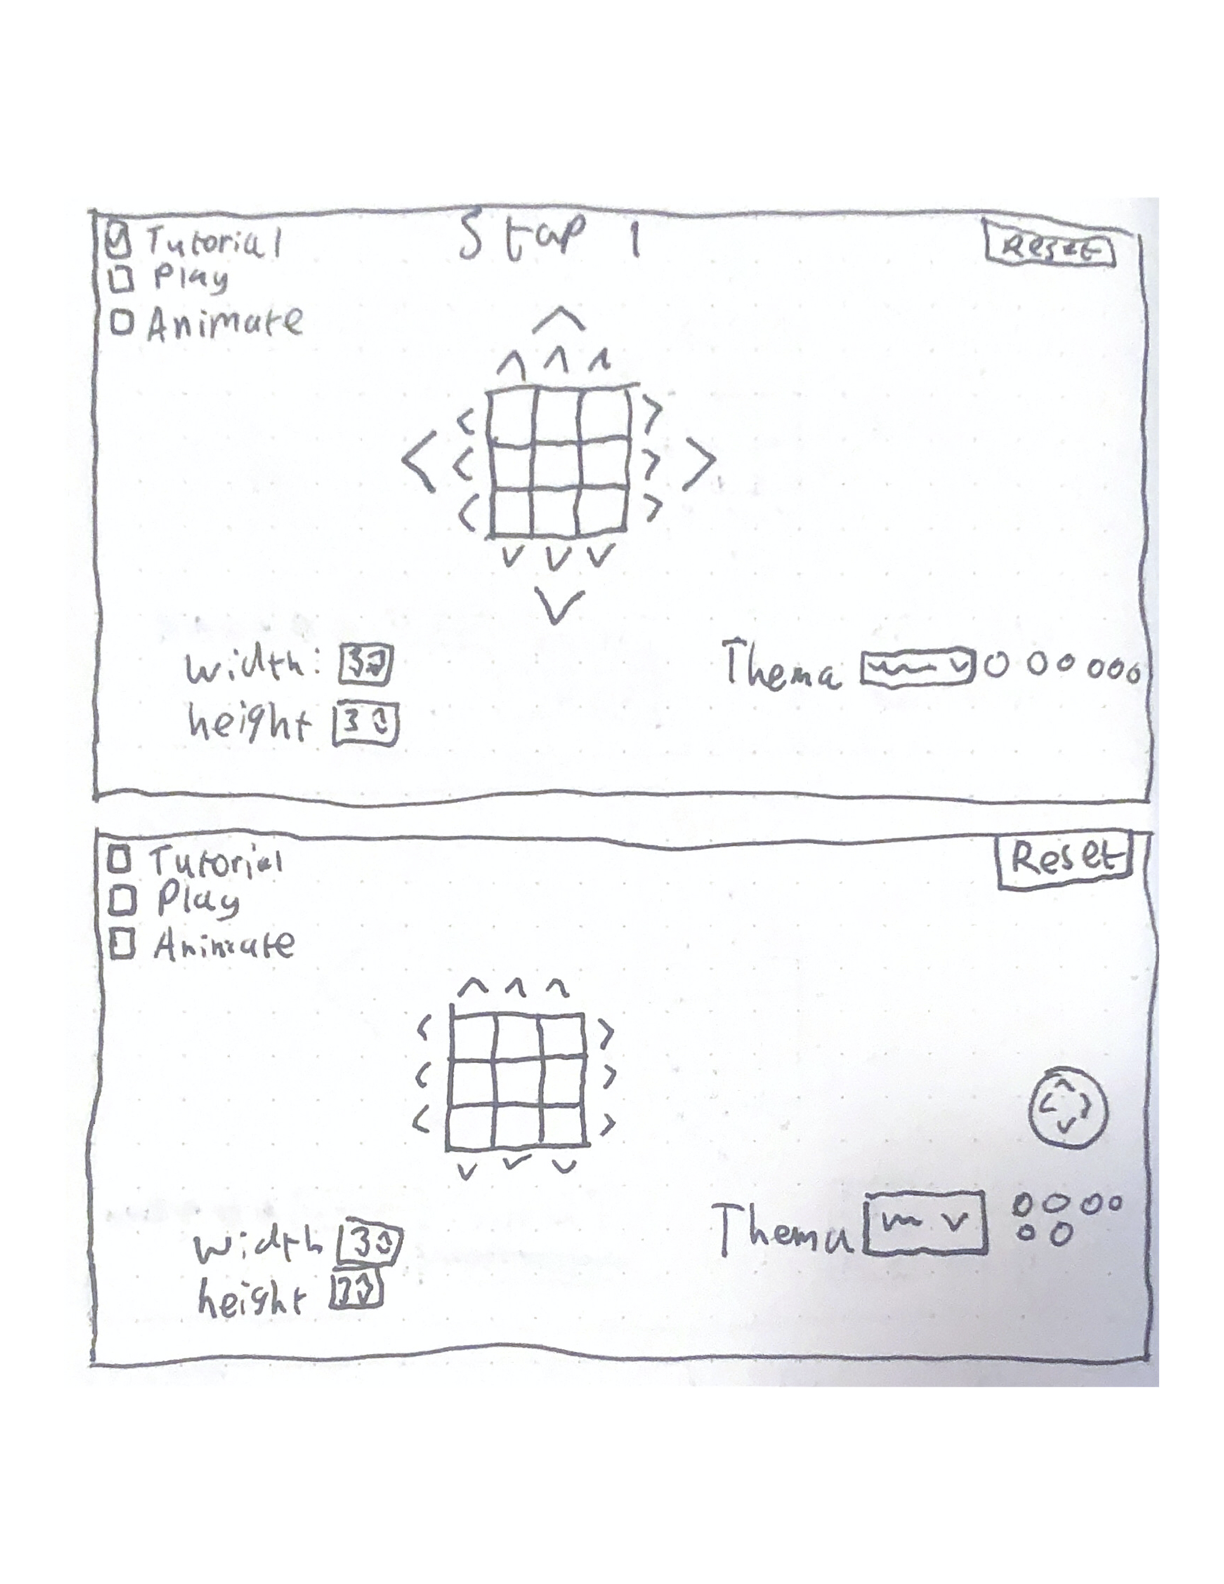 Tutorial
Stap 1
RESET
Play
Animate
width: 3
height 3
Thema
Tutorial
Reset
Play
Animate
Thema
width 3
height 3